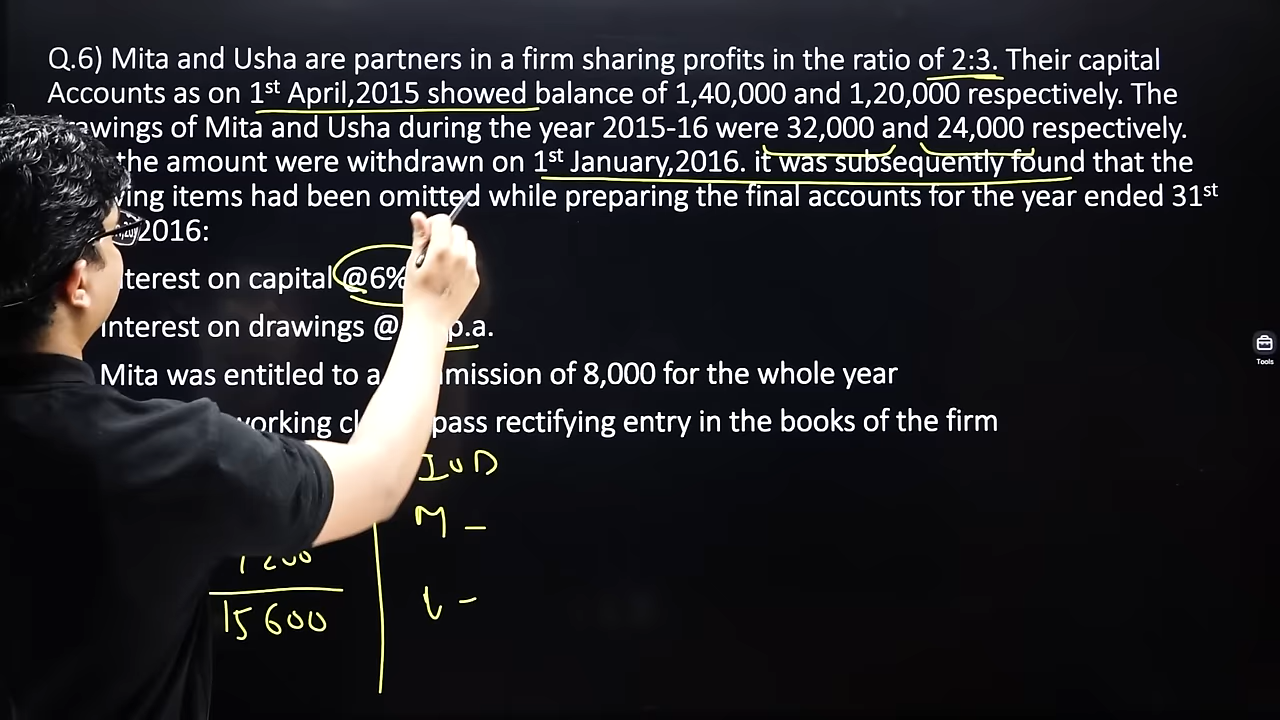 Q.6) Mita and Usha are partners in a firm sharing profits in the ratio of 2:3. Their capital
Accounts as on 1st April,2015 showed balance of 1,40,000 and 1,20,000 respectively. The
rawings of Mita and Usha during the year 2015-16 were 32,000 and 24,000 respectively.
the amount were withdrawn on 1st January,2016. it was subsequently found that the
ving items had been omitted while preparing the final accounts for the year ended 31st
2016:
nterest on capital @6%
Interest on drawings @ p.a.
Tools
Mita was entitled to a mmission of 8,000 for the whole year
working cl pass rectifying entry in the books of the firm
IOD
M –
15600